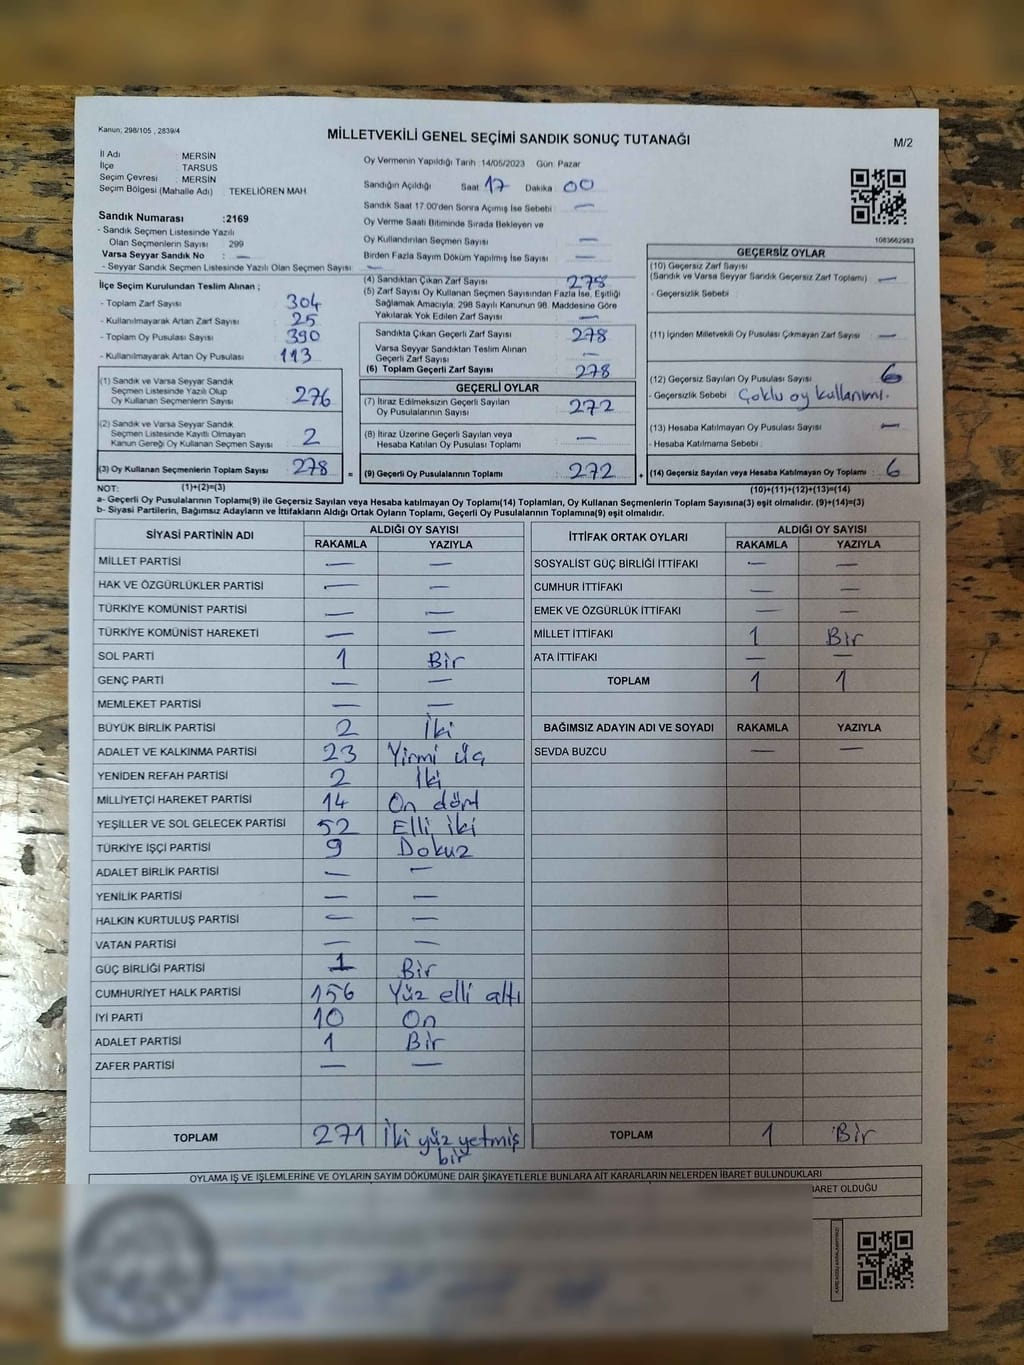 Kanun; 298/105 , 2839/4
MİLLETVEKİLİ GENEL SEÇİMİ SANDIK SONUÇ TUTANAĞI
M/2
İl Adı : MERSİN
İlçe : TARSUS
Seçim Çevresi : MERSİN
Seçim Bölgesi (Mahalle Adı) : TEKELİÖREN MAH
Oy Vermenin Yapıldığı Tarih :14/05/2023 Gün: Pazar
Sandığın Açıldığı Saat : 17 Dakika : 00
Sandık Saat 17.00'den Sonra Açımış İse Sebebi : —
Oy Verme Saati Bitiminde Sırada Bekleyen ve
Oy Kullandırılan Seçmen Sayısı : —
Birden Fazla Sayım Döküm Yapılmış İse Sayısı : —
1083662983
Sandık Numarası :2169
- Sandık Seçmen Listesinde Yazılı
Olan Seçmenlerin Sayısı : 299
Varsa Seyyar Sandık No : —
- Seyyar Sandık Seçmen Listesinde Yazılı Olan Seçmen Sayısı : —
İlçe Seçim Kurulundan Teslim Alınan ;
- Toplam Zarf Sayısı : 304
- Kullanılmayarak Artan Zarf Sayısı : 25
- Toplam Oy Pusulası Sayısı : 390
- Kullanılmayarak Artan Oy Pusulası : 113
(1) Sandık ve Varsa Seyyar Sandık
Seçmen Listesinde Yazılı Olup
Oy Kullanan Seçmenlerin Sayısı : 276
(2) Sandık ve Varsa Seyyar Sandık
Seçmen Listesinde Kayıtlı Olmayan
Kanun Gereği Oy Kullanan Seçmen Sayısı : 2
(3) Oy Kullanan Seçmenlerin Toplam Sayısı : 278
(1)+(2)=(3)
(4) Sandıktan Çıkan Zarf Sayısı : 278
(5) Zarf Sayısı Oy Kullanan Seçmen Sayısından Fazla İse, Eşitliği
Sağlamak Amacıyla, 298 Sayılı Kanunun 98. Maddesine Göre
Yakılarak Yok Edilen Zarf Sayısı : —
Sandıkta Çıkan Geçerli Zarf Sayısı : 278
Varsa Seyyar Sandıktan Teslim Alınan
Geçerli Zarf Sayısı : —
(6) Toplam Geçerli Zarf Sayısı : 278
GEÇERLİ OYLAR
(7) İtiraz Edilmeksizin Geçerli Sayılan
Oy Pusulalarının Sayısı : 272
(8) İtiraz Üzerine Geçerli Sayılan veya
Hesaba Katılan Oy Pusulası Toplamı : —
= (9) Geçerli Oy Pusulalarının Toplamı : 272 +
GEÇERSİZ OYLAR
(10) Geçersiz Zarf Sayısı
(Sandık ve Varsa Seyyar Sandık Geçersiz Zarf Toplamı) : —
- Geçersizlik Sebebi :
(11) İçinden Milletvekili Oy Pusulası Çıkmayan Zarf Sayısı : —
(12) Geçersiz Sayılan Oy Pusulası Sayısı : 6
- Geçersizlik Sebebi : Çoklu oy kullanımı.
(13) Hesaba Katılmayan Oy Pusulası Sayısı : —
- Hesaba Katılmama Sebebi :
(14) Geçersiz Sayılan veya Hesaba Katılmayan Oy Toplamı : 6
(10)+(11)+(12)+(13)=(14)
NOT:
a- Geçerli Oy Pusulalarının Toplamı(9) ile Geçersiz Sayılan veya Hesaba katılmayan Oy Toplamı(14) Toplamları, Oy Kullanan Seçmenlerin Toplam Sayısına(3) eşit olmalıdır. (9)+(14)=(3)
b- Siyasi Partilerin, Bağımsız Adayların ve İttifakların Aldığı Ortak Oyların Toplamı, Geçerli Oy Pusulalarının Toplamına(9) eşit olmalıdır.
SİYASİ PARTİNİN ADI ALDIĞI OY SAYISI
RAKAMLA YAZIYLA
MİLLET PARTİSİ — —
HAK VE ÖZGÜRLÜKLER PARTİSİ — —
TÜRKİYE KOMÜNİST PARTİSİ — —
TÜRKİYE KOMÜNİST HAREKETİ — —
SOL PARTİ 1 Bir
GENÇ PARTİ — —
MEMLEKET PARTİSİ — —
BÜYÜK BİRLİK PARTİSİ 2 İki
ADALET VE KALKINMA PARTİSİ 23 Yirmi üç
YENİDEN REFAH PARTİSİ 2 İki
MİLLİYETÇİ HAREKET PARTİSİ 14 On dört
YEŞİLLER VE SOL GELECEK PARTİSİ 52 Elli iki
TÜRKİYE İŞÇİ PARTİSİ 9 Dokuz
ADALET BİRLİK PARTİSİ — —
YENİLİK PARTİSİ — —
HALKIN KURTULUŞ PARTİSİ — —
VATAN PARTİSİ — —
GÜÇ BİRLİĞİ PARTİSİ 1 Bir
CUMHURİYET HALK PARTİSİ 156 Yüz elli altı
İYİ PARTİ 10 On
ADALET PARTİSİ 1 Bir
ZAFER PARTİSİ — —
TOPLAM 271 İki yüz yetmiş
bir
İTTİFAK ORTAK OYLARI ALDIĞI OY SAYISI
RAKAMLA YAZIYLA
SOSYALİST GÜÇ BİRLİĞİ İTTİFAKI — —
CUMHUR İTTİFAKI — —
EMEK VE ÖZGÜRLÜK İTTİFAKI — —
MİLLET İTTİFAKI 1 Bir
ATA İTTİFAKI — —
TOPLAM 1 1
BAĞIMSIZ ADAYIN ADI VE SOYADI RAKAMLA YAZIYLA
SEVDA BUZCU — —
TOPLAM 1 Bir
OYLAMA İŞ VE İŞLEMLERİNE VE OYLARIN SAYIM DÖKÜMÜNE DAİR ŞİKAYETLERLE BUNLARA AİT KARARLARIN NELERDEN İBARET BULUNDUKLARI
BARET OLDUĞU